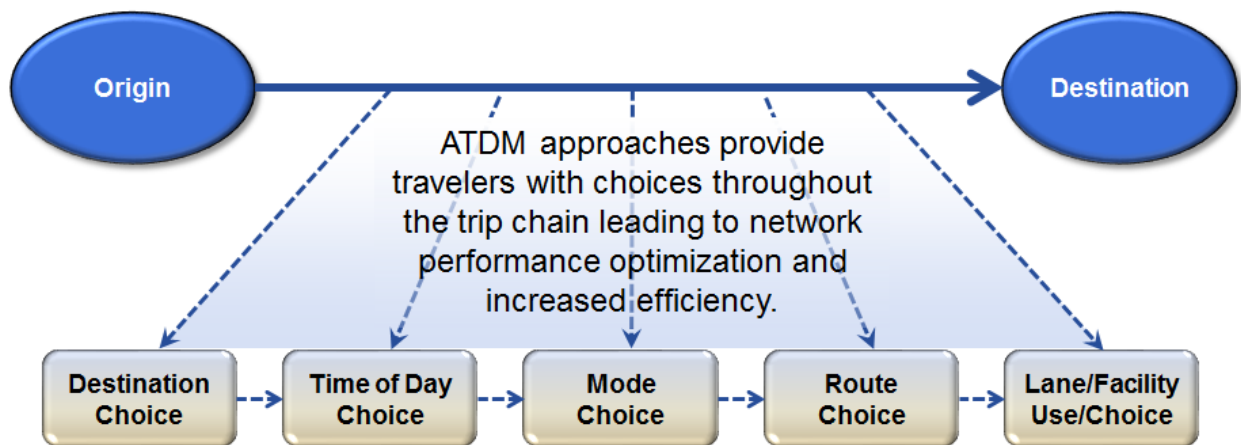 Origin
Destination
ATDM approaches provide
travelers with choices throughout
the trip chain leading to network
performance optimization and
increased efficiency.
Destination
Choice
Time of Day
Choice
Mode
Choice
Route
Choice
Lane/Facility
Use/Choice